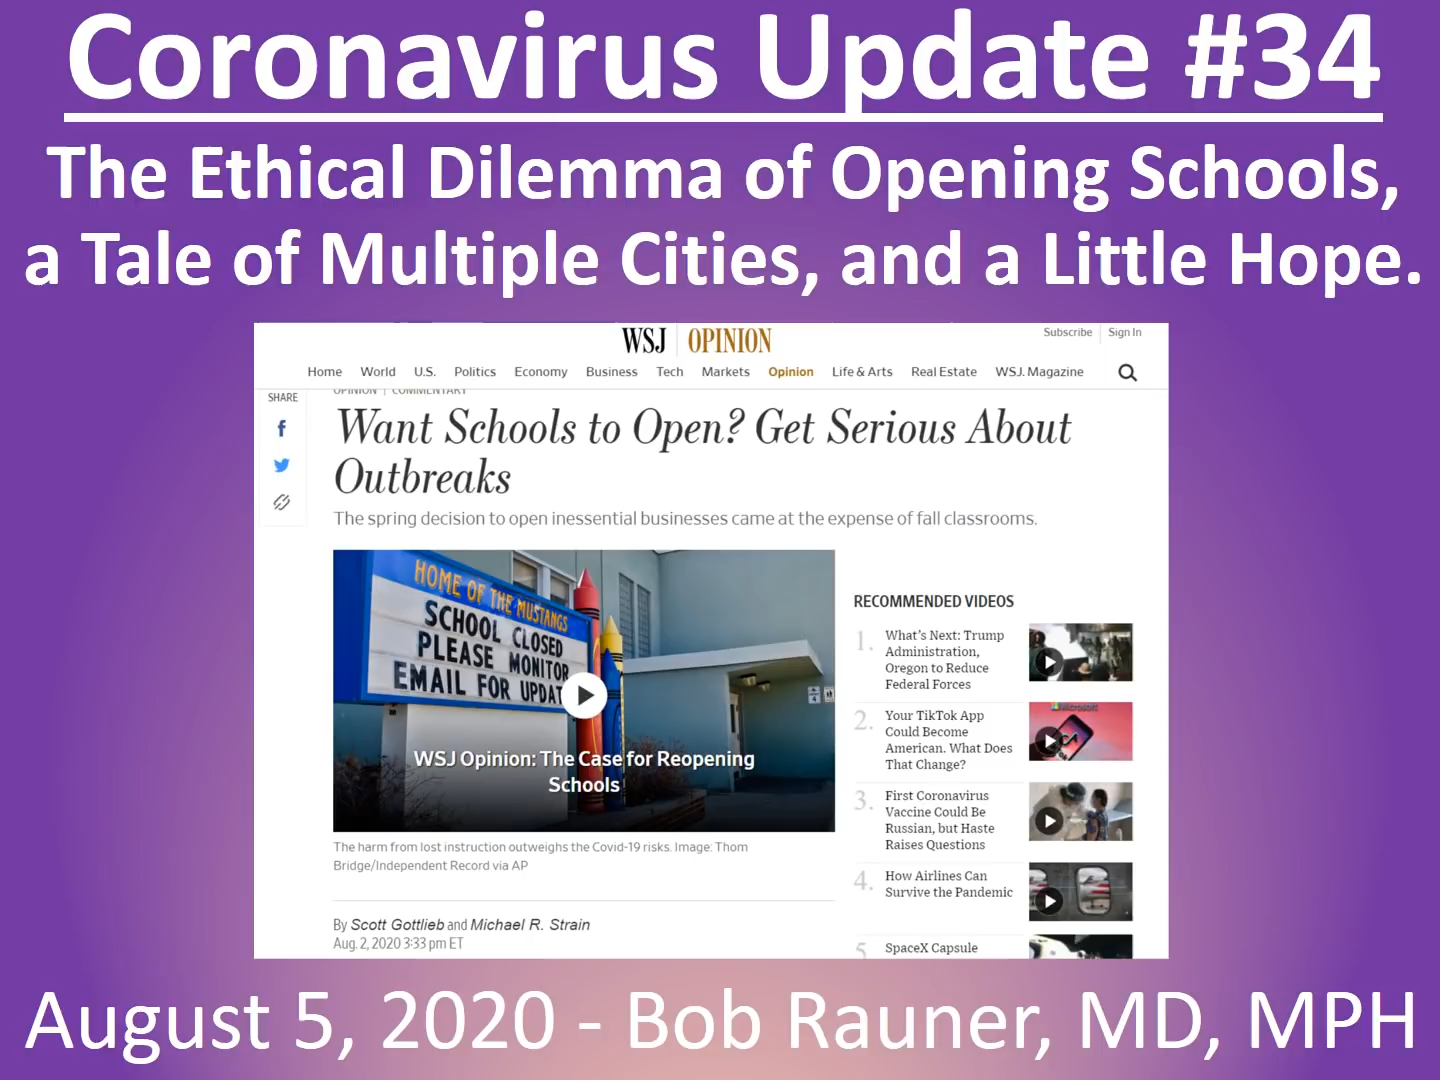 Coronavirus Update #34
The Ethical Dilemma of Opening Schools,
a Tale of Multiple Cities, and a Little Hope.
WSJ | OPINION
Subscribe | Sign In
Home World U.S. Politics Economy Business Tech Markets Opinion Life & Arts Real Estate WSJ. Magazine
OPINION | COMMENTARY
SHARE
Want Schools to Open? Get Serious About
Outbreaks
The spring decision to open inessential businesses came at the expense of fall classrooms.
HOME OF THE MUSTANGS
SCHOOL CLOSED
PLEASE MONITOR
EMAIL FOR UPDAT
WSJ Opinion: The Case for Reopening
Schools
The harm from lost instruction outweighs the Covid-19 risks. Image: Thom
Bridge/Independent Record via AP
By Scott Gottlieb and Michael R. Strain
Aug. 2, 2020 3:33 pm ET
RECOMMENDED VIDEOS
1. What's Next: Trump
Administration,
Oregon to Reduce
Federal Forces
2. Your TikTok App
Could Become
American. What Does
That Change?
Microsoft
3. First Coronavirus
Vaccine Could Be
Russian, but Haste
Raises Questions
4. How Airlines Can
Survive the Pandemic
5. SpaceX Capsule
August 5, 2020 - Bob Rauner, MD, MPH